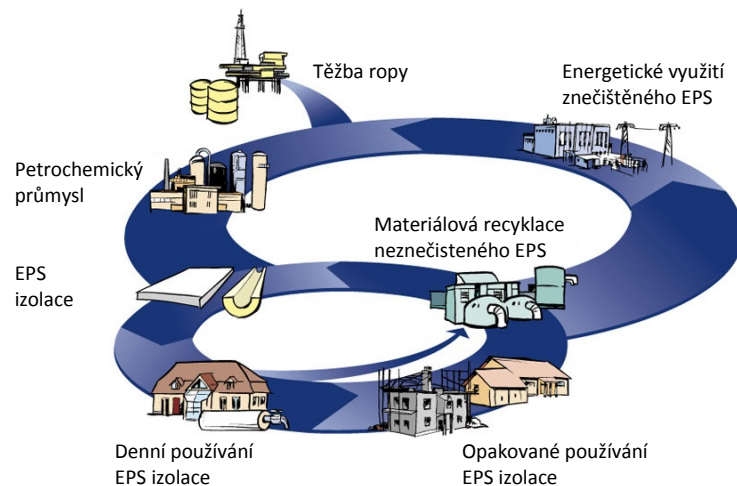 Těžba ropy
Energetické využití
znečištěného EPS
Petrochemický
průmysl
Materiálová recyklace
neznečisteného EPS
EPS
izolace
Denní používání
EPS izolace
Opakované používání
EPS izolace